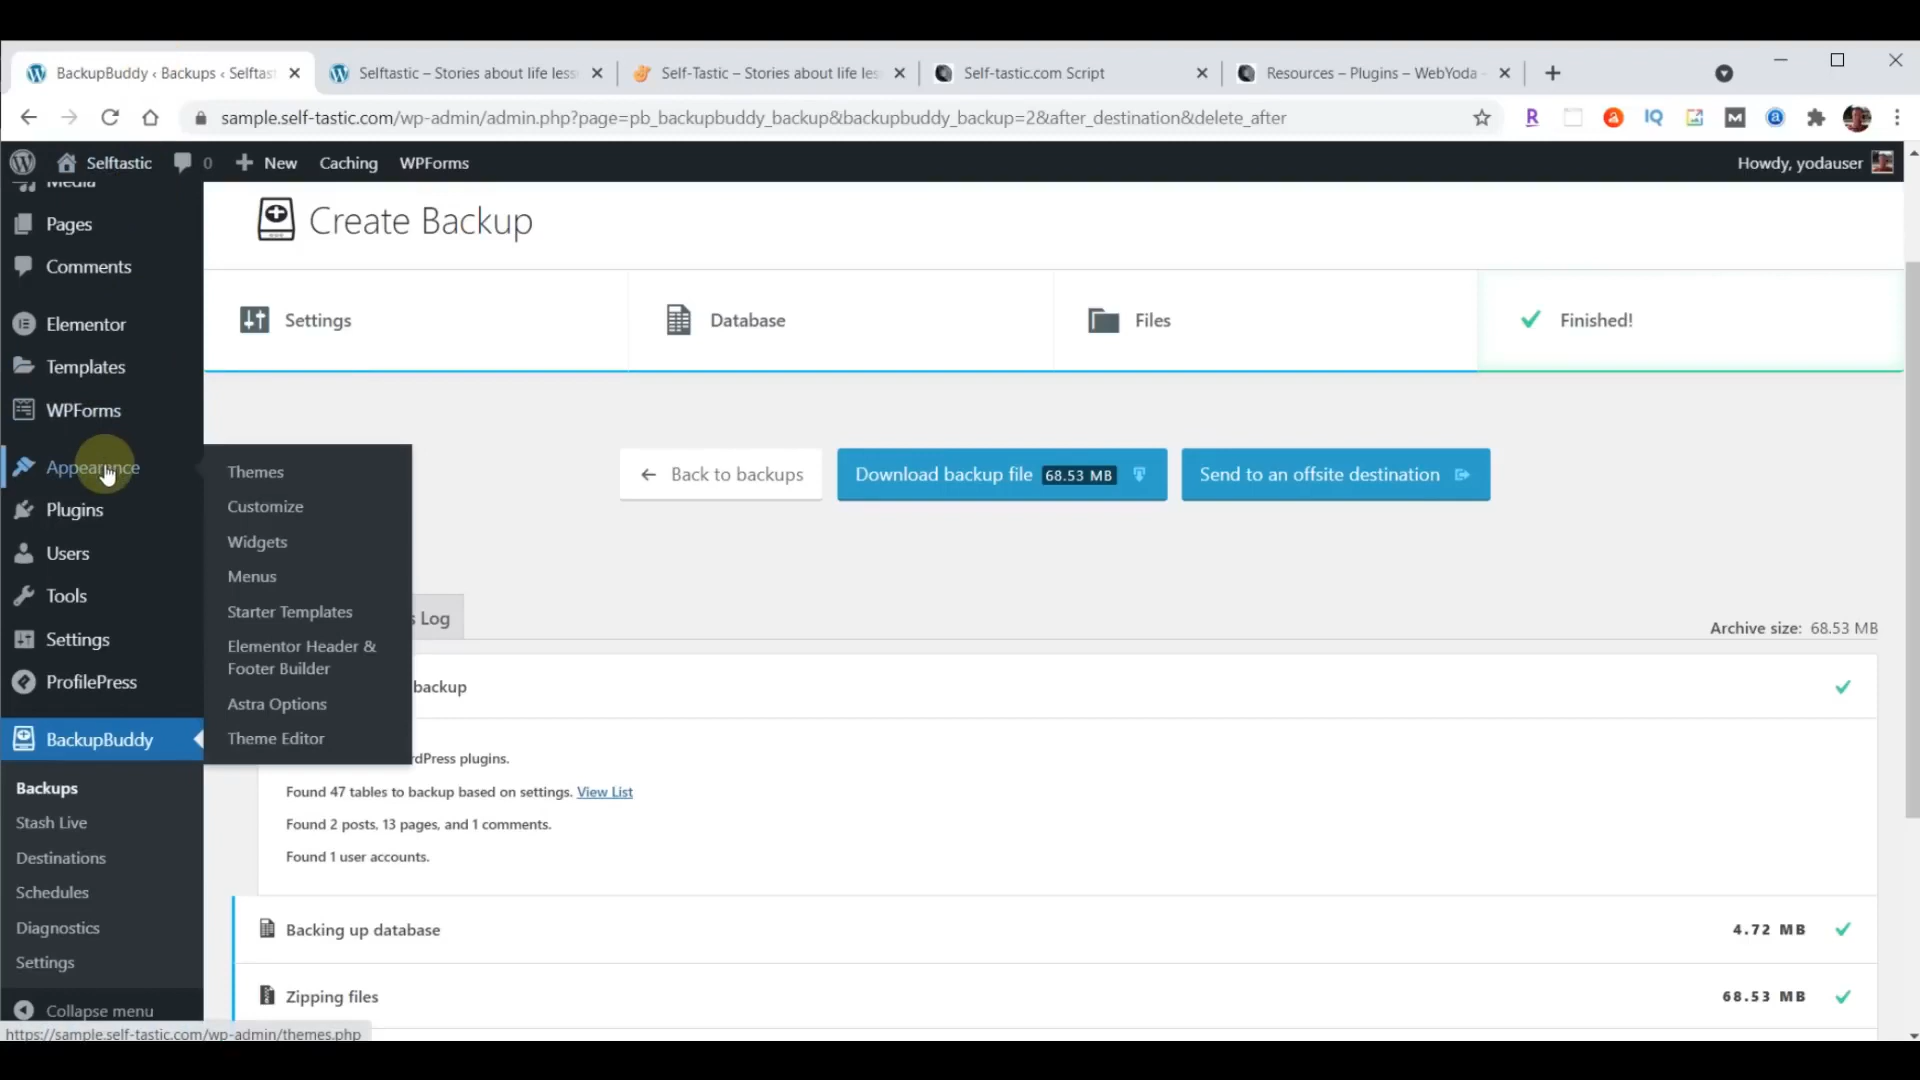 BackupBuddy ‹ Backups ‹ Selftast
Selftastic – Stories about life less
Self-Tastic – Stories about life les
Self-tastic.com Script
Resources – Plugins – WebYoda -
sample.self-tastic.com/wp-admin/admin.php?page=pb_backupbuddy_backup&backupbuddy_backup=2&after_destination&delete_after
Selftastic 0 New Caching WPForms
Howdy, yodauser
Media
Pages
Comments
Elementor
Templates
WPForms
Appearance
Plugins
Users
Tools
Settings
ProfilePress
BackupBuddy
Backups
Stash Live
Destinations
Schedules
Diagnostics
Settings
Collapse menu
https://sample.self-tastic.com/wp-admin/themes.php
Themes
Customize
Widgets
Menus
Starter Templates
Elementor Header &
Footer Builder
Astra Options
Theme Editor
Create Backup
Settings
Database
Files
Finished!
Back to backups
Download backup file 68.53 MB
Send to an offsite destination
s Log
Archive size: 68.53 MB
backup
rdPress plugins.
Found 47 tables to backup based on settings. View List
Found 2 posts, 13 pages, and 1 comments.
Found 1 user accounts.
Backing up database
4.72 MB
Zipping files
68.53 MB